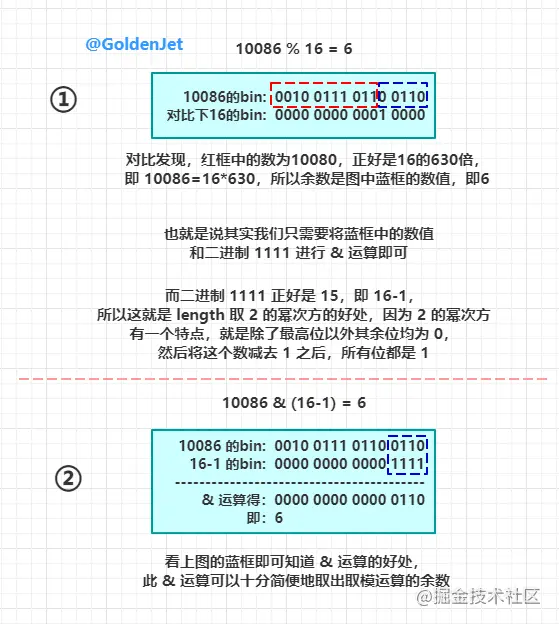 @GoldenJet
10086 % 16 = 6
①
10086的bin: 0010 0111 0110 0110
对比下16的bin: 0000 0000 0001 0000
对比发现，红框中的数为10080，正好是16的630倍，
即 10086=16*630，所以余数是图中蓝框的数值，即6
也就是说其实我们只需要将蓝框中的数值
和二进制 1111 进行 & 运算即可
而二进制 1111 正好是 15，即 16-1，
所以这就是 length 取 2 的幂次方的好处，因为 2 的幂次方
有一个特点，就是除了最高位以外其余位均为 0，
然后将这个数减去 1 之后，所有位都是 1
10086 & (16-1) = 6
②
10086 的bin: 0010 0111 0110 0110
16-1 的bin: 0000 0000 0000 1111
& 运算得: 0000 0000 0000 0110
即: 6
看上图的蓝框即可知道 & 运算的好处，
此 & 运算可以十分简便地取出取模运算的余数
@掘金技术社区